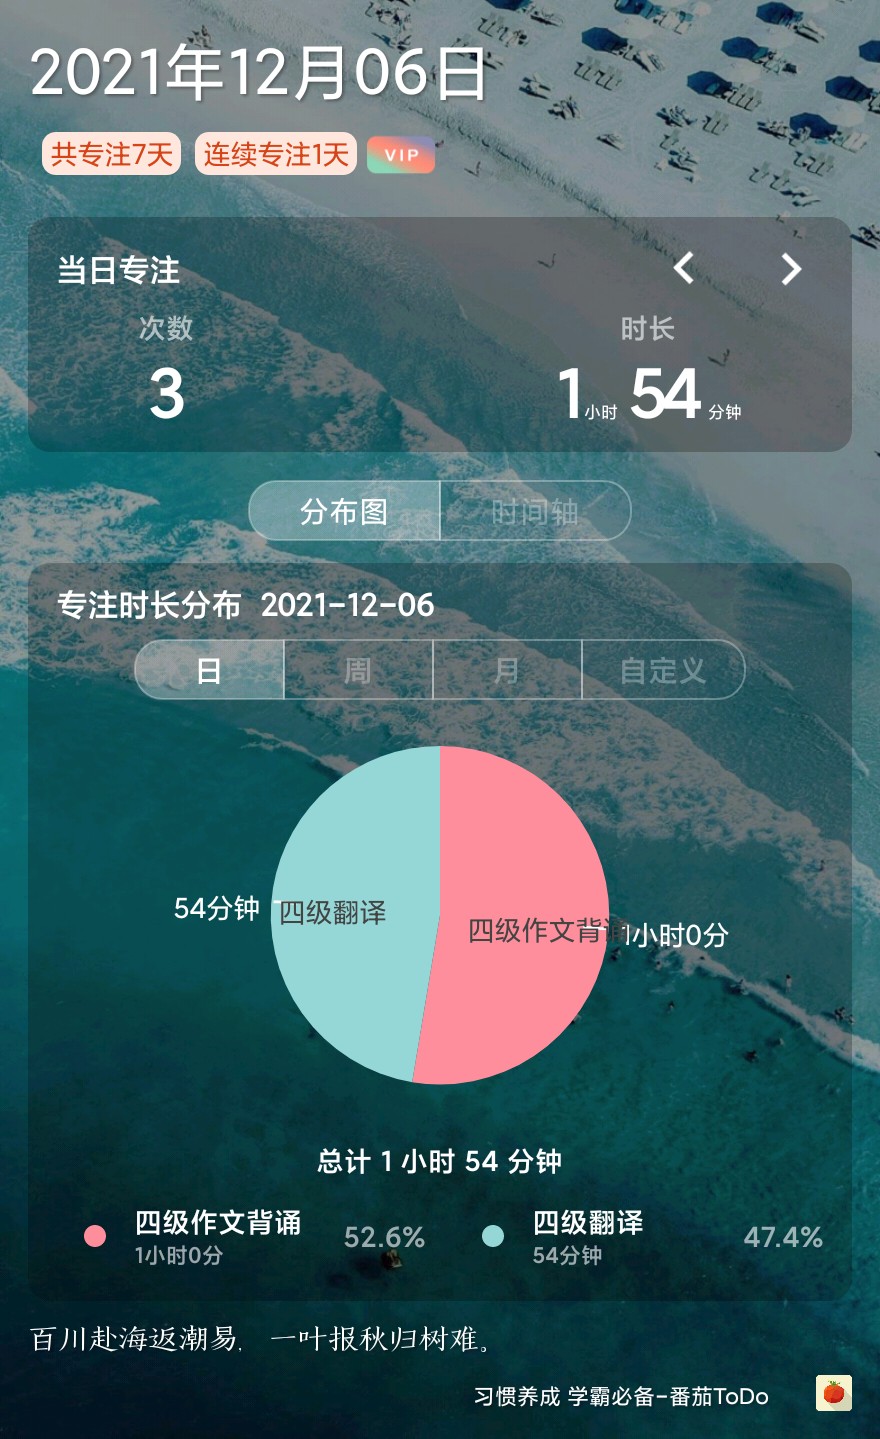 2021年12月06日
共专注7天 连续专注1天 VIP
当日专注
次数 时长
3 1小时 54分钟
分布图 时间轴
专注时长分布 2021-12-06
日 周 月 自定义
54分钟 四级翻译
四级作文背诵 1小时0分
总计 1 小时 54 分钟
四级作文背诵 52.6% 四级翻译 47.4%
1小时0分 54分钟
百川赴海返潮易, 一叶报秋归树难。
习惯养成 学霸必备-番茄ToDo